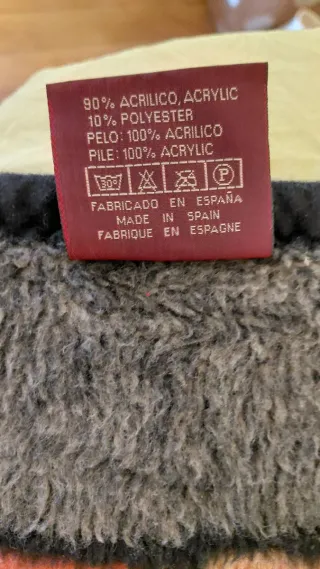 90% ACRILICO, ACRYLIC
10% POLYESTER
PELO: 100% ACRILICO
PILE: 100% ACRYLIC
30° P
FABRICADO EN ESPAÑA
MADE IN SPAIN
FABRIQUE EN ESPAGNE